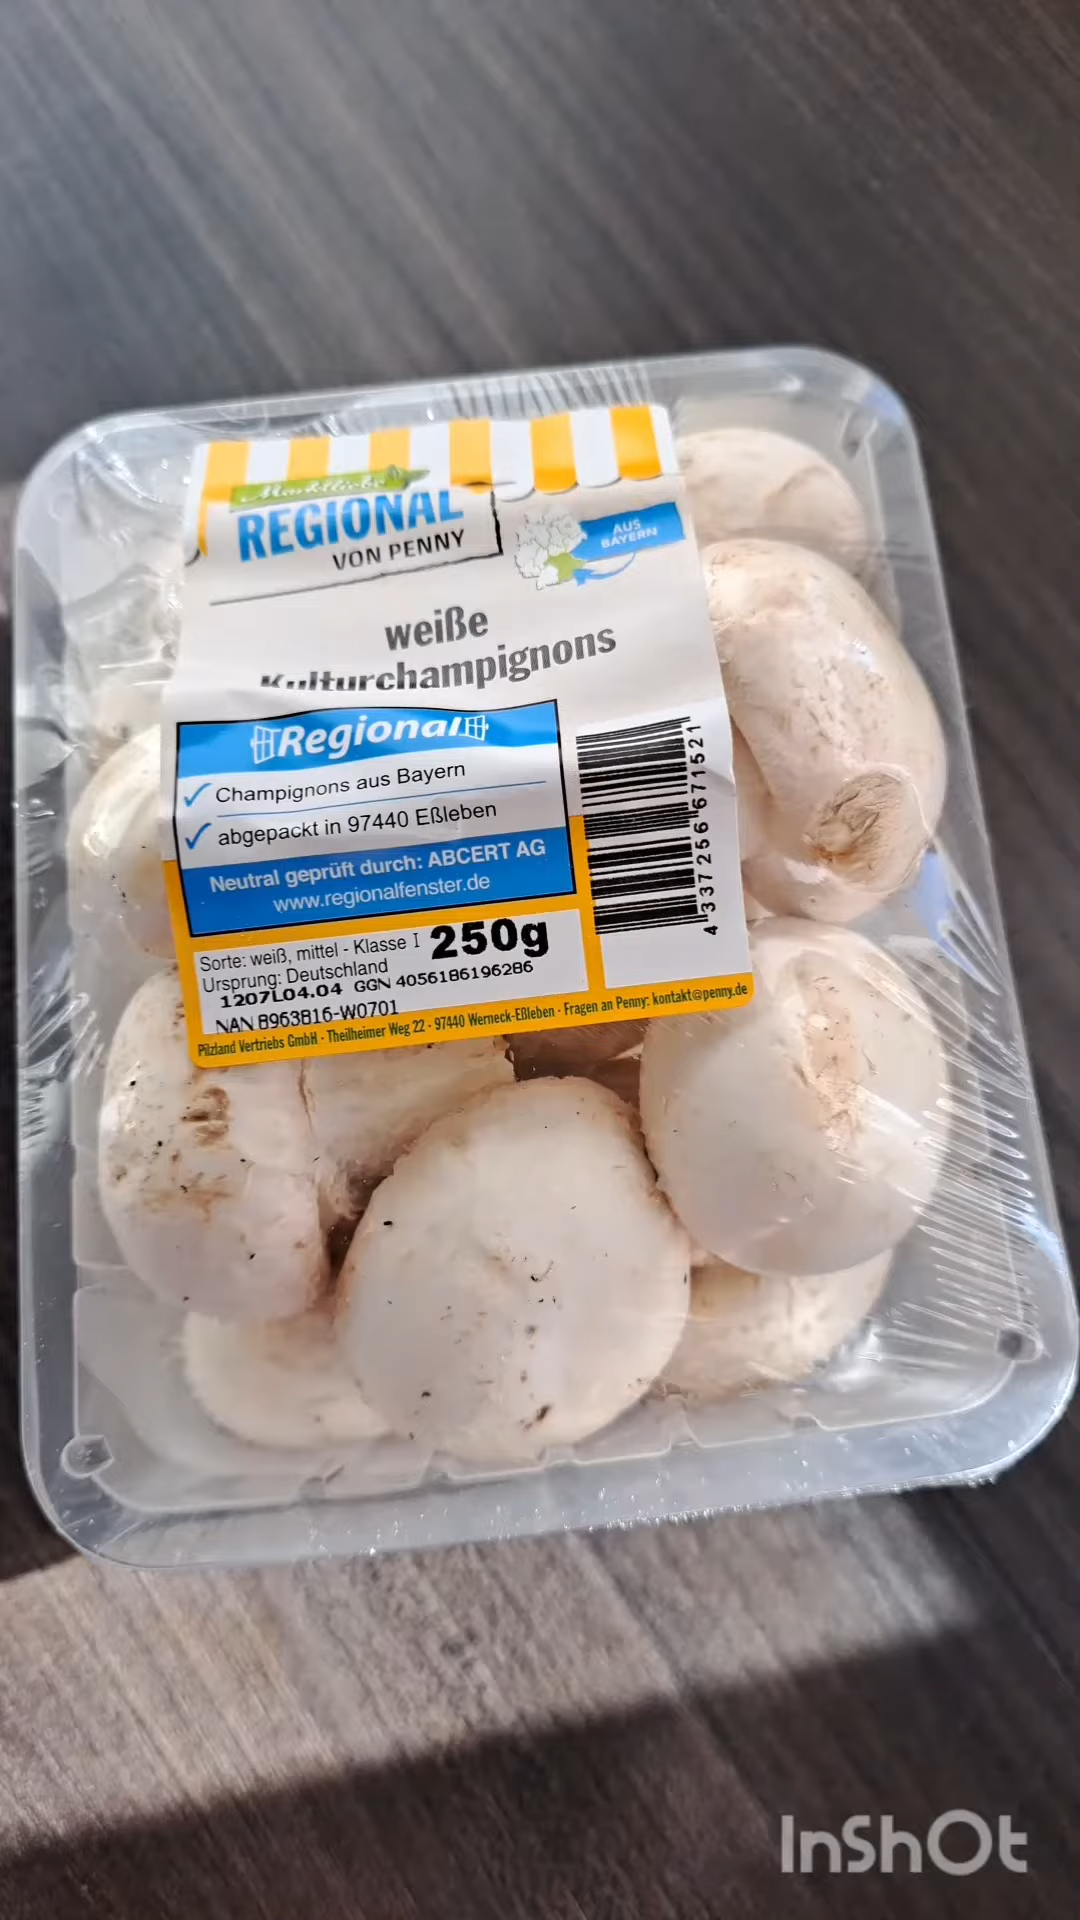 Marktliebe
REGIONAL
VON PENNY
AUS
BAYERN
weiße
Kulturchampignons
Regional
Champignons aus Bayern
abgepackt in 97440 Eßleben
Neutral geprüft durch: ABCERT AG
www.regionalfenster.de
Sorte: weiß, mittel - Klasse I 250g
Ursprung: Deutschland
1207L04.04 GGN 4056186196286
NAN 8963816-W0701
4 337256 671521
Pilzland Vertriebs GmbH · Theilheimer Weg 22 · 97440 Werneck-Eßleben · Fragen an Penny: kontakt@penny.de
InShOt